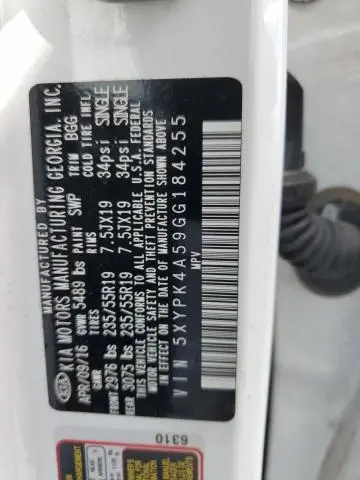 MANUFACTURED BY
KIA MOTORS MANUFACTURING GEORGIA, INC.
APR/09/16 GVWR 5489 lbs PAINT SWP TRIM BGG
GAWR TIRES RIMS COLD TIRE INFL
FRONT 2976 lbs 235/55R19 7.5JX19 34psi SINGLE
REAR 3075 lbs 235/55R19 7.5JX19 34psi SINGLE
THIS VEHICLE CONFORMS TO ALL APPLICABLE U.S.A FEDERAL
MOTOR VEHICLE SAFETY, BUMPER AND THEFT PREVENTION STANDARDS
IN EFFECT ON THE DATE OF MANUFACTURE SHOWN ABOVE.
VIN 5XYPK4A59GG184255
MPV
6310